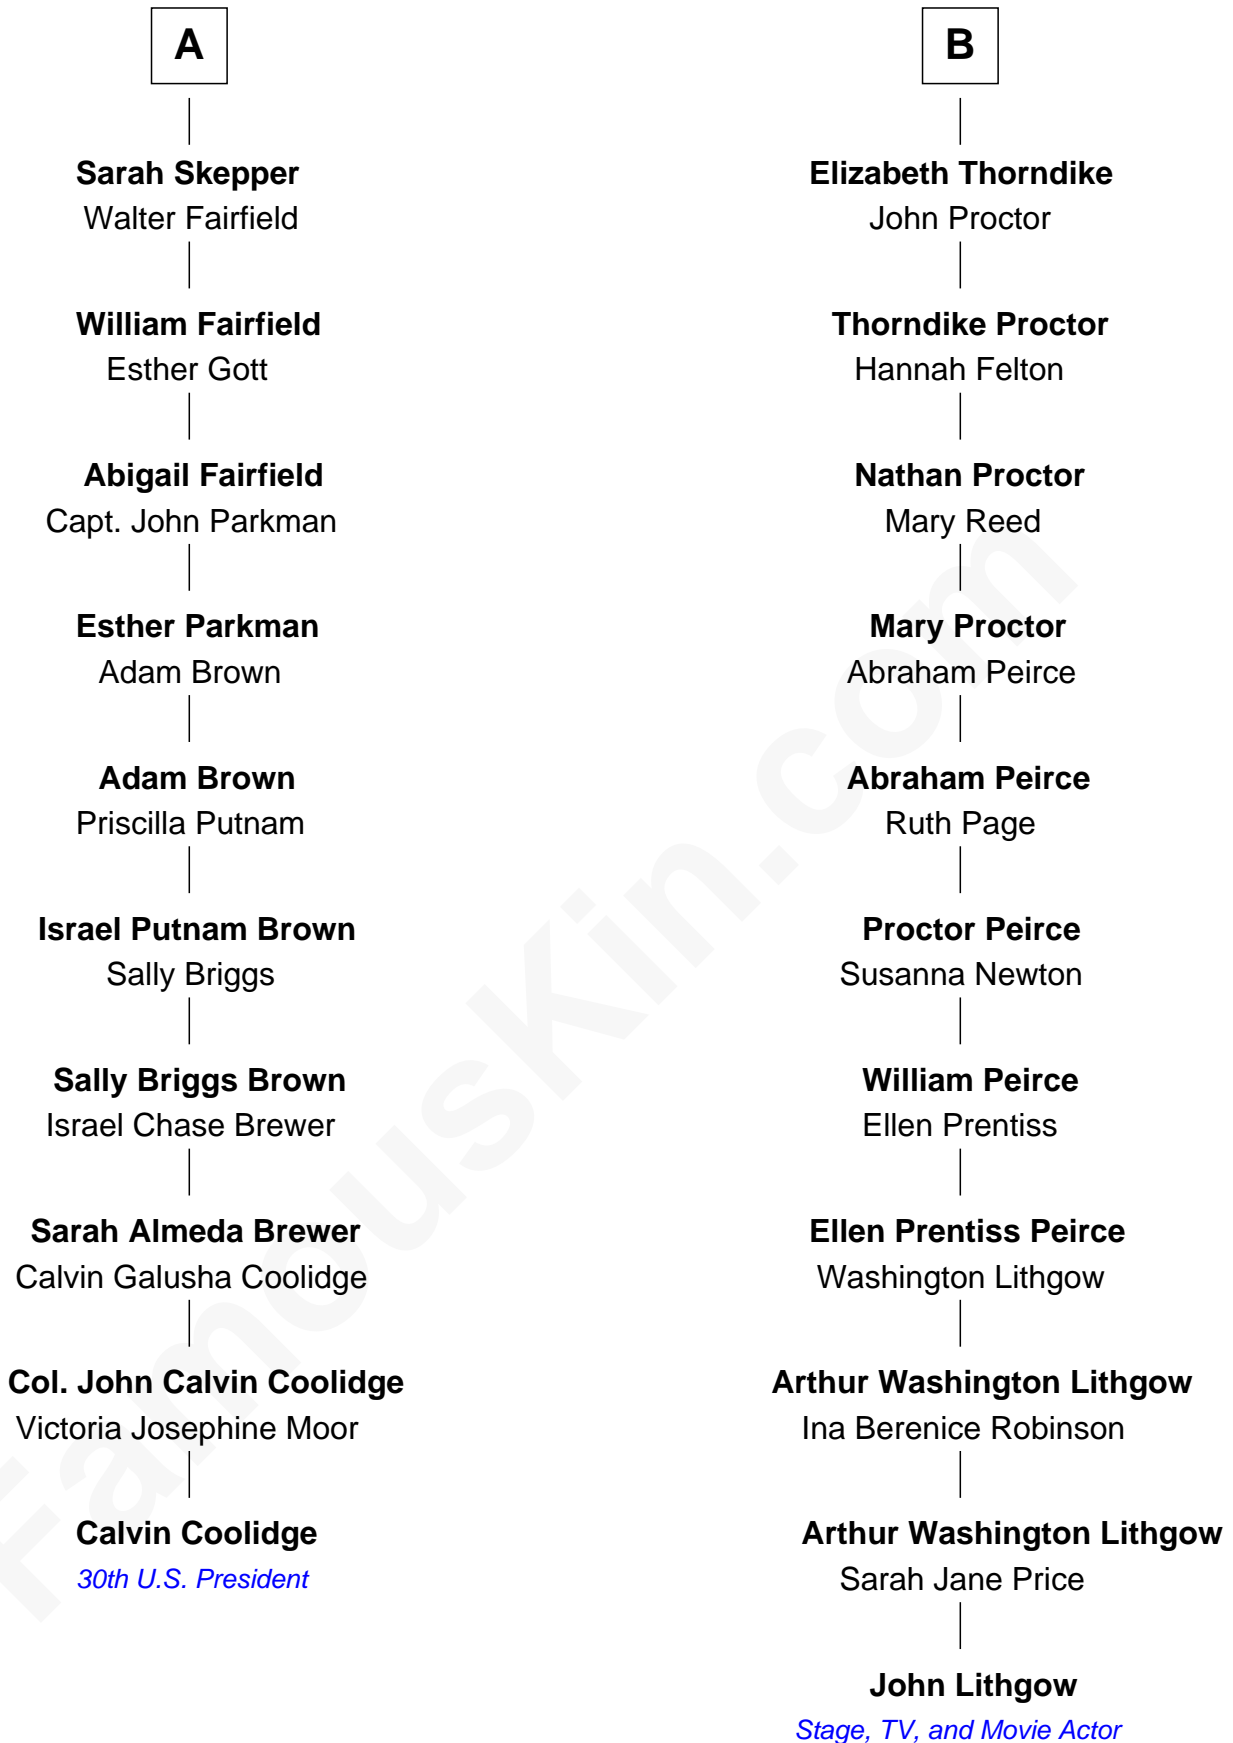 A
Sarah Skepper
Walter Fairfield
William Fairfield
Esther Gott
Abigail Fairfield
Capt. John Parkman
Esther Parkman
Adam Brown
Adam Brown
Priscilla Putnam
Israel Putnam Brown
Sally Briggs
Sally Briggs Brown
Israel Chase Brewer
Sarah Almeda Brewer
Calvin Galusha Coolidge
Col. John Calvin Coolidge
Victoria Josephine Moor
Calvin Coolidge
30th U.S. President
B
Elizabeth Thorndike
John Proctor
Thorndike Proctor
Hannah Felton
Nathan Proctor
Mary Reed
Mary Proctor
Abraham Peirce
Abraham Peirce
Ruth Page
Proctor Peirce
Susanna Newton
William Peirce
Ellen Prentiss
Ellen Prentiss Peirce
Washington Lithgow
Arthur Washington Lithgow
Ina Berenice Robinson
Arthur Washington Lithgow
Sarah Jane Price
John Lithgow
Stage, TV, and Movie Actor
FamousKin.com